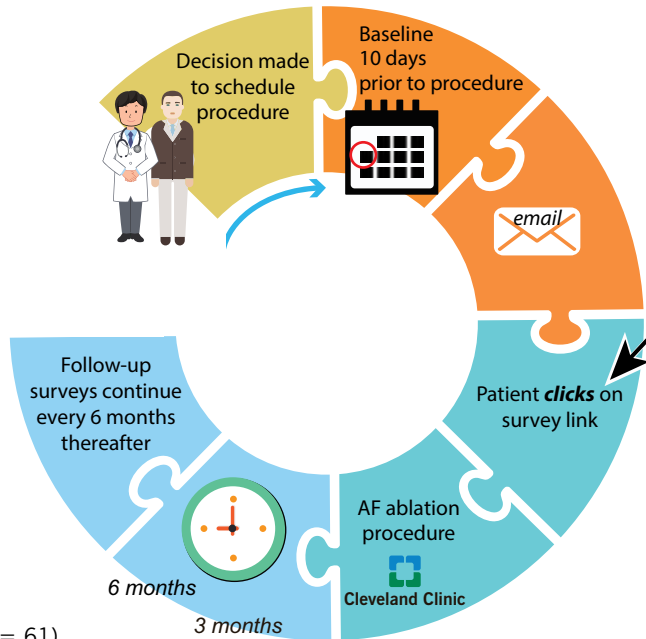 Decision made
to schedule
procedure
Baseline
10 days
prior to procedure
email
Patient clicks on
survey link
AF ablation
procedure
Cleveland Clinic
3 months
6 months
Follow-up
surveys continue
every 6 months
thereafter
= 61)